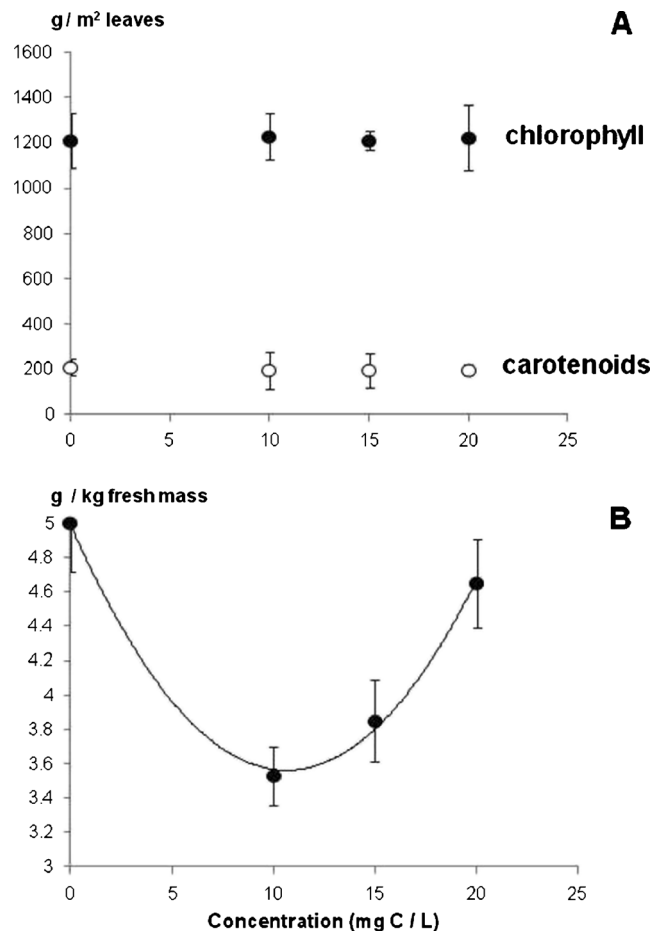 g / m² leaves
A
1600
1400
1200
1000
800
600
400
200
0
chlorophyll
carotenoids
0 5 10 15 20 25
g / kg fresh mass
B
5
4.8
4.6
4.4
4.2
4
3.8
3.6
3.4
3.2
3
0 5 10 15 20 25
Concentration (mg C / L)